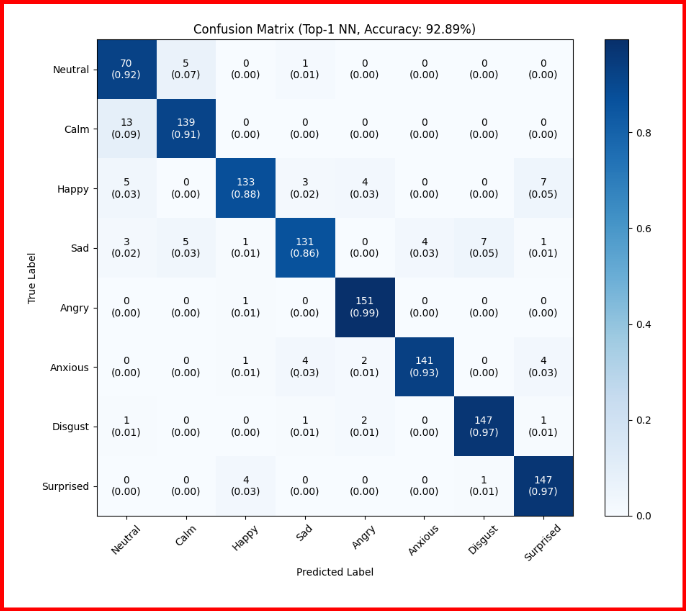 Confusion Matrix (Top-1 NN, Accuracy: 92.89%)
Neutral 70 5 0 1 0 0 0 0
(0.92) (0.07) (0.00) (0.01) (0.00) (0.00) (0.00) (0.00)
Calm 13 139 0 0 0 0 0 0
(0.09) (0.91) (0.00) (0.00) (0.00) (0.00) (0.00) (0.00)
Happy 5 0 133 3 4 0 0 7
(0.03) (0.00) (0.88) (0.02) (0.03) (0.00) (0.00) (0.05)
Sad 3 5 1 131 0 4 7 1
(0.02) (0.03) (0.01) (0.86) (0.00) (0.03) (0.05) (0.01)
Angry 0 0 1 0 151 0 0 0
(0.00) (0.00) (0.01) (0.00) (0.99) (0.00) (0.00) (0.00)
Anxious 0 0 1 4 2 141 0 4
(0.00) (0.00) (0.01) (0.03) (0.01) (0.93) (0.00) (0.03)
Disgust 1 0 0 1 2 0 147 1
(0.01) (0.00) (0.00) (0.01) (0.01) (0.00) (0.97) (0.01)
Surprised 0 0 4 0 0 0 1 147
(0.00) (0.00) (0.03) (0.00) (0.00) (0.00) (0.01) (0.97)
Neutral Calm Happy Sad Angry Anxious Disgust Surprised
Predicted Label
True Label
0.8
0.6
0.4
0.2
0.0